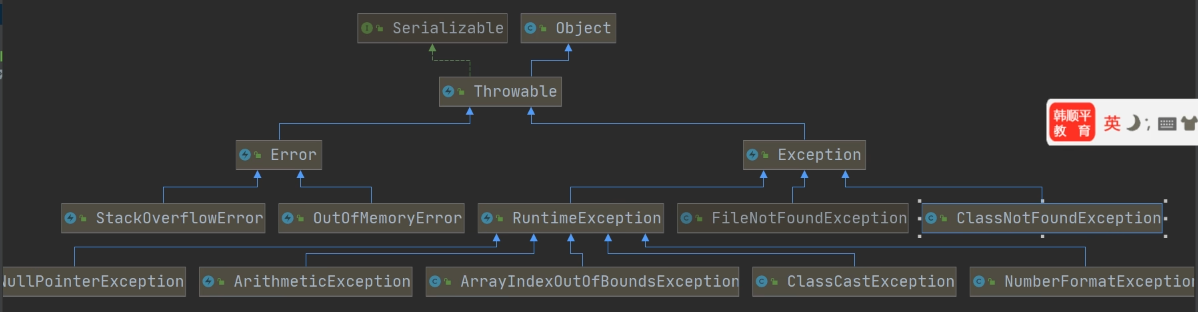 Serializable Object
Throwable
韩顺平
教 育
英
Error Exception
StackOverflowError OutOfMemoryError RuntimeException FileNotFoundException ClassNotFoundException
NullPointerException ArithmeticException ArrayIndexOutOfBoundsException ClassCastException NumberFormatException